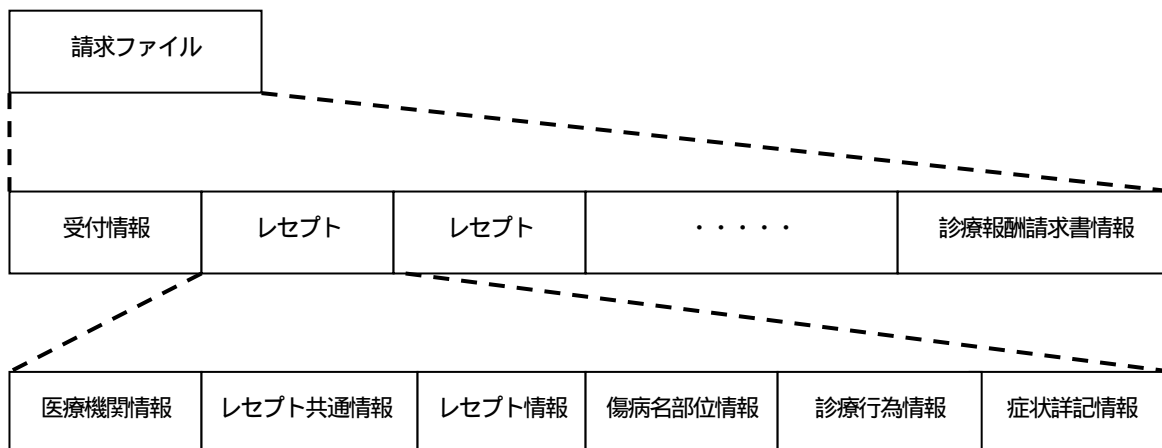 請求ファイル
受付情報
レセプト
レセプト
・・・・・
診療報酬請求書情報
医療機関情報
レセプト共通情報
レセプト情報
傷病名部位情報
診療行為情報
症状詳記情報